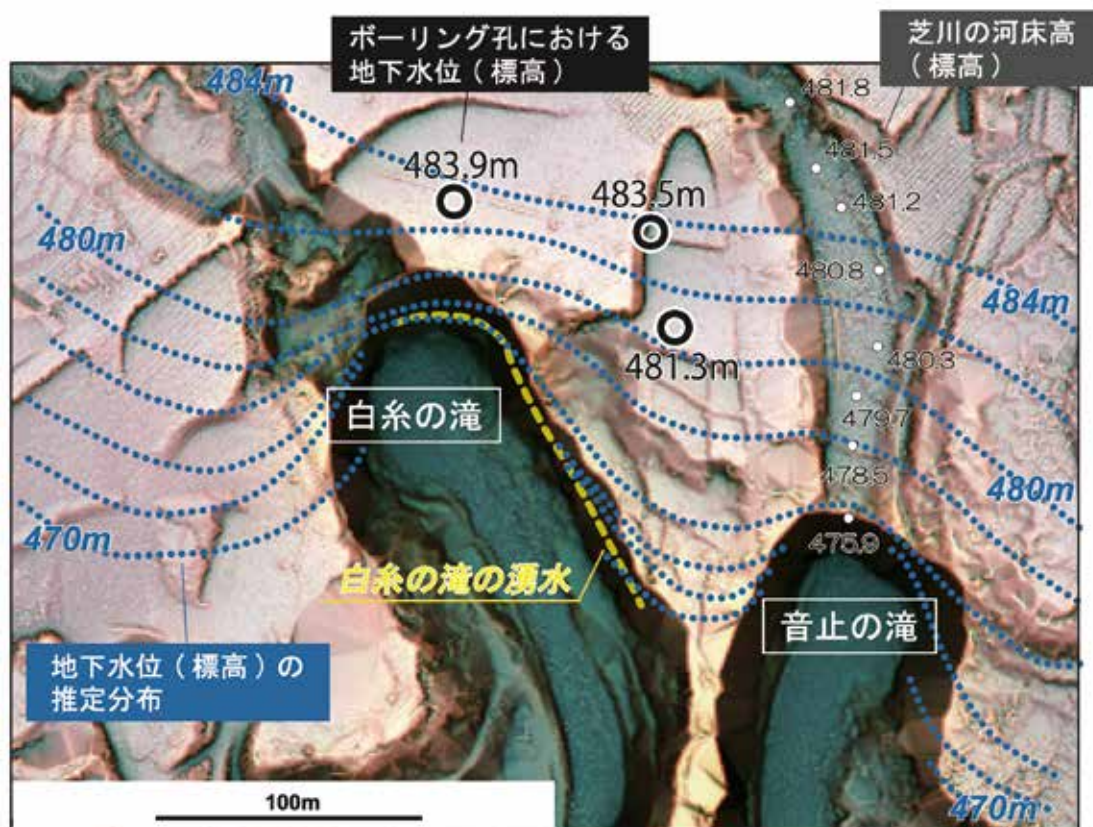 ボーリング孔における
地下水位（標高）
芝川の河床高
（標高）
484m
481.8
483.9m
481.5
483.5m
481.2
480m
480.8
484m
481.3m
480.3
白糸の滝
479.7
478.5
480m
470m
475.9
白糸の滝の湧水
音止の滝
地下水位（標高）の
推定分布
100m
470m